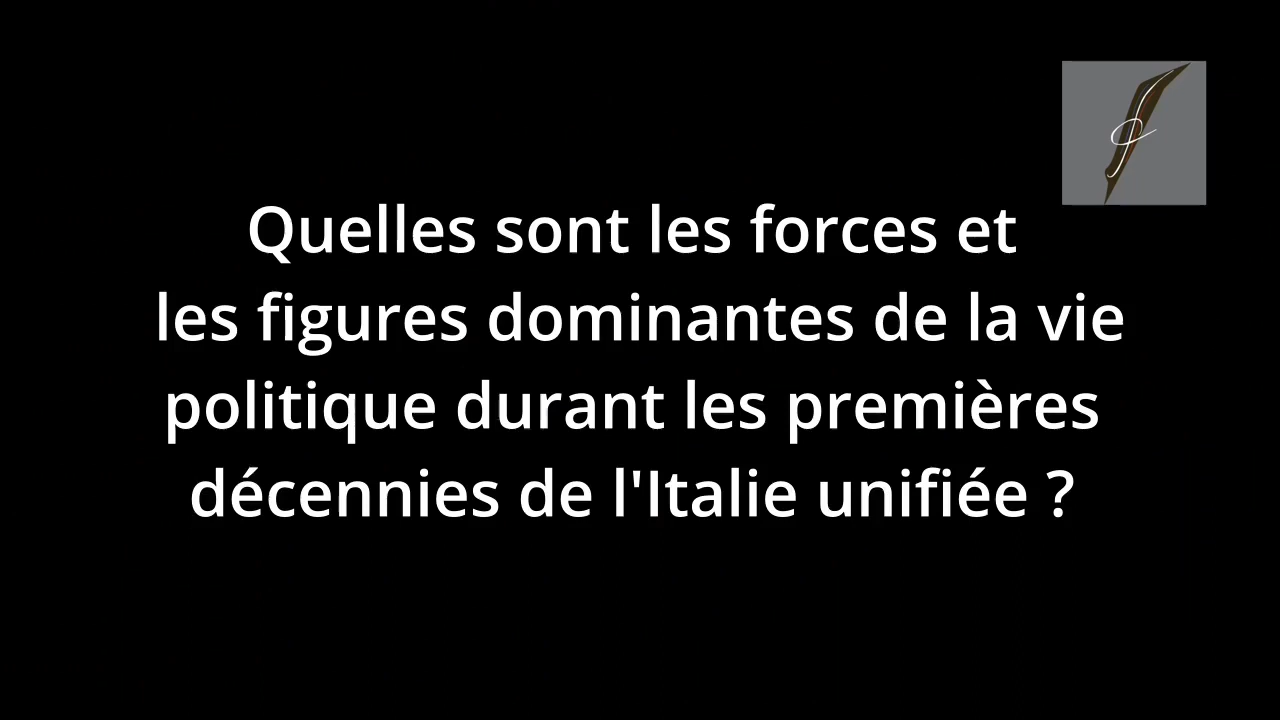 Quelles sont les forces et
les figures dominantes de la vie
politique durant les premières
décennies de l'Italie unifiée ?